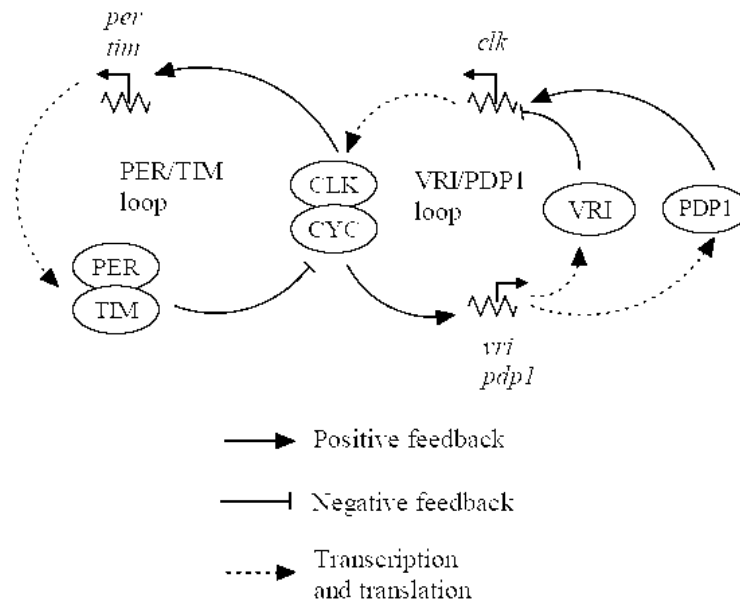 per
tim
clk
PER/TIM
loop
CLK
CYC
VRI/PDP1
loop
VRI
PDP1
PER
TIM
vri
pdp1
Positive feedback
Negative feedback
Transcription
and translation